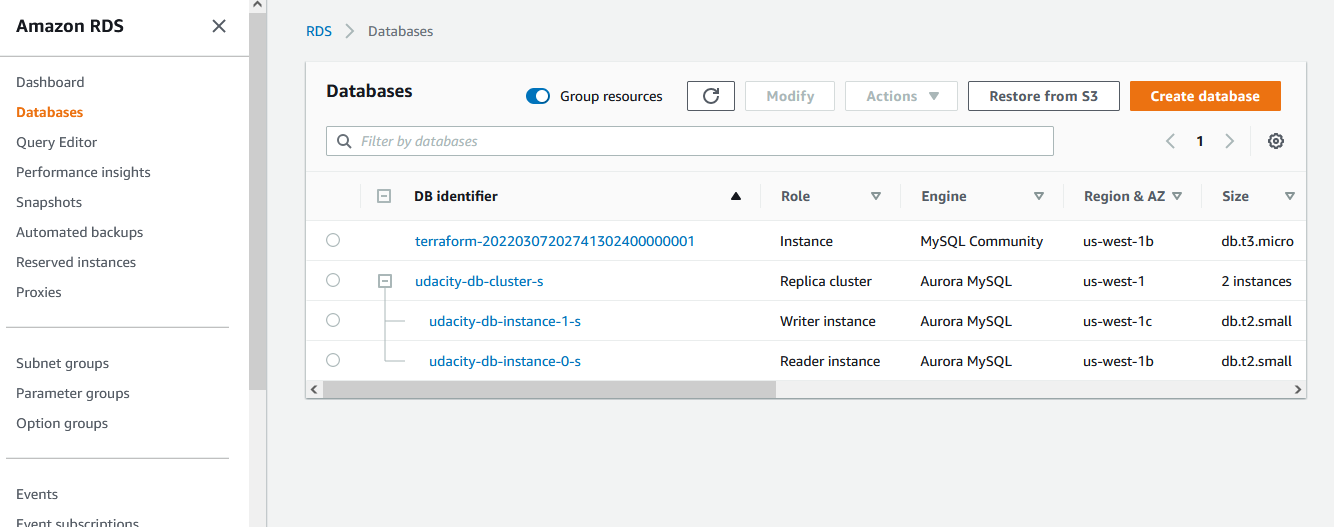 Amazon RDS
Dashboard
Databases
Query Editor
Performance insights
Snapshots
Automated backups
Reserved instances
Proxies
Subnet groups
Parameter groups
Option groups
Events
Event subscriptions
RDS > Databases
Databases
Group resources
Modify
Actions
Restore from S3
Create database
Filter by databases
1
DB identifier Role Engine Region & AZ Size
terraform-20220307202741302400000001 Instance MySQL Community us-west-1b db.t3.micro
udacity-db-cluster-s Replica cluster Aurora MySQL us-west-1 2 instances
udacity-db-instance-1-s Writer instance Aurora MySQL us-west-1c db.t2.small
udacity-db-instance-0-s Reader instance Aurora MySQL us-west-1b db.t2.small